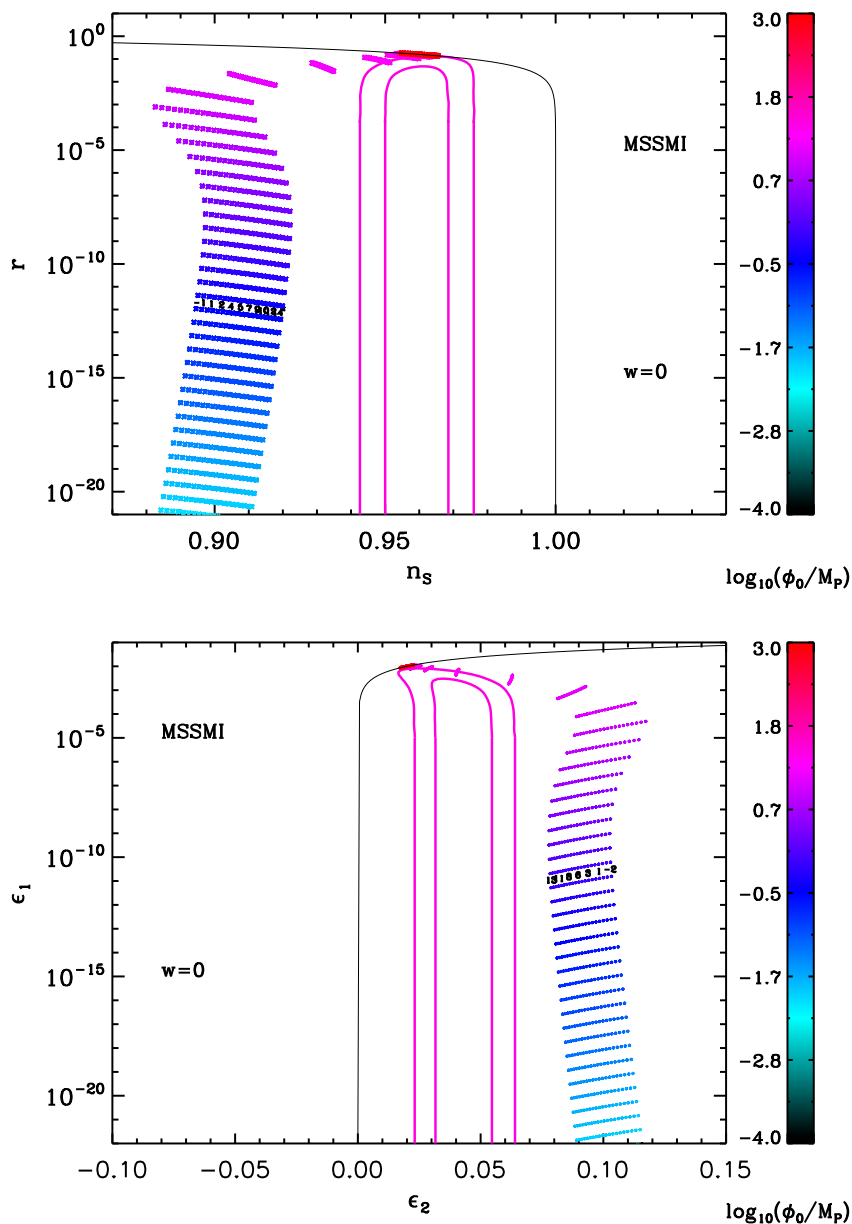 10⁰
10⁻⁵
10⁻¹⁰
10⁻¹⁵
10⁻²⁰
r
MSSMI
w=0
0.90 0.95 1.00
n_S
3.0
1.8
0.7
−0.5
−1.7
−2.8
−4.0
log₁₀(ϕ₀/M_P)
10⁻⁵
10⁻¹⁰
10⁻¹⁵
10⁻²⁰
ϵ₁
MSSMI
w=0
−0.10 −0.05 0.00 0.05 0.10 0.15
ϵ₂
3.0
1.8
0.7
−0.5
−1.7
−2.8
−4.0
log₁₀(ϕ₀/M_P)